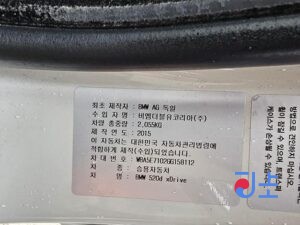 최초 제작자 : BMW AG 독일
수 입 자 명 : 비엠더블유코리아(주)
차량 총중량 : 2,055KG
제 작 연 도 : 2015
이 자동차는 대한민국 자동차관리법령에
적합하게 제작(수입)되었습니다.
차 대 번 호 : WBA5E7102GG158112
차 종 : 승용자동차
차 명 : BMW 520d xDrive